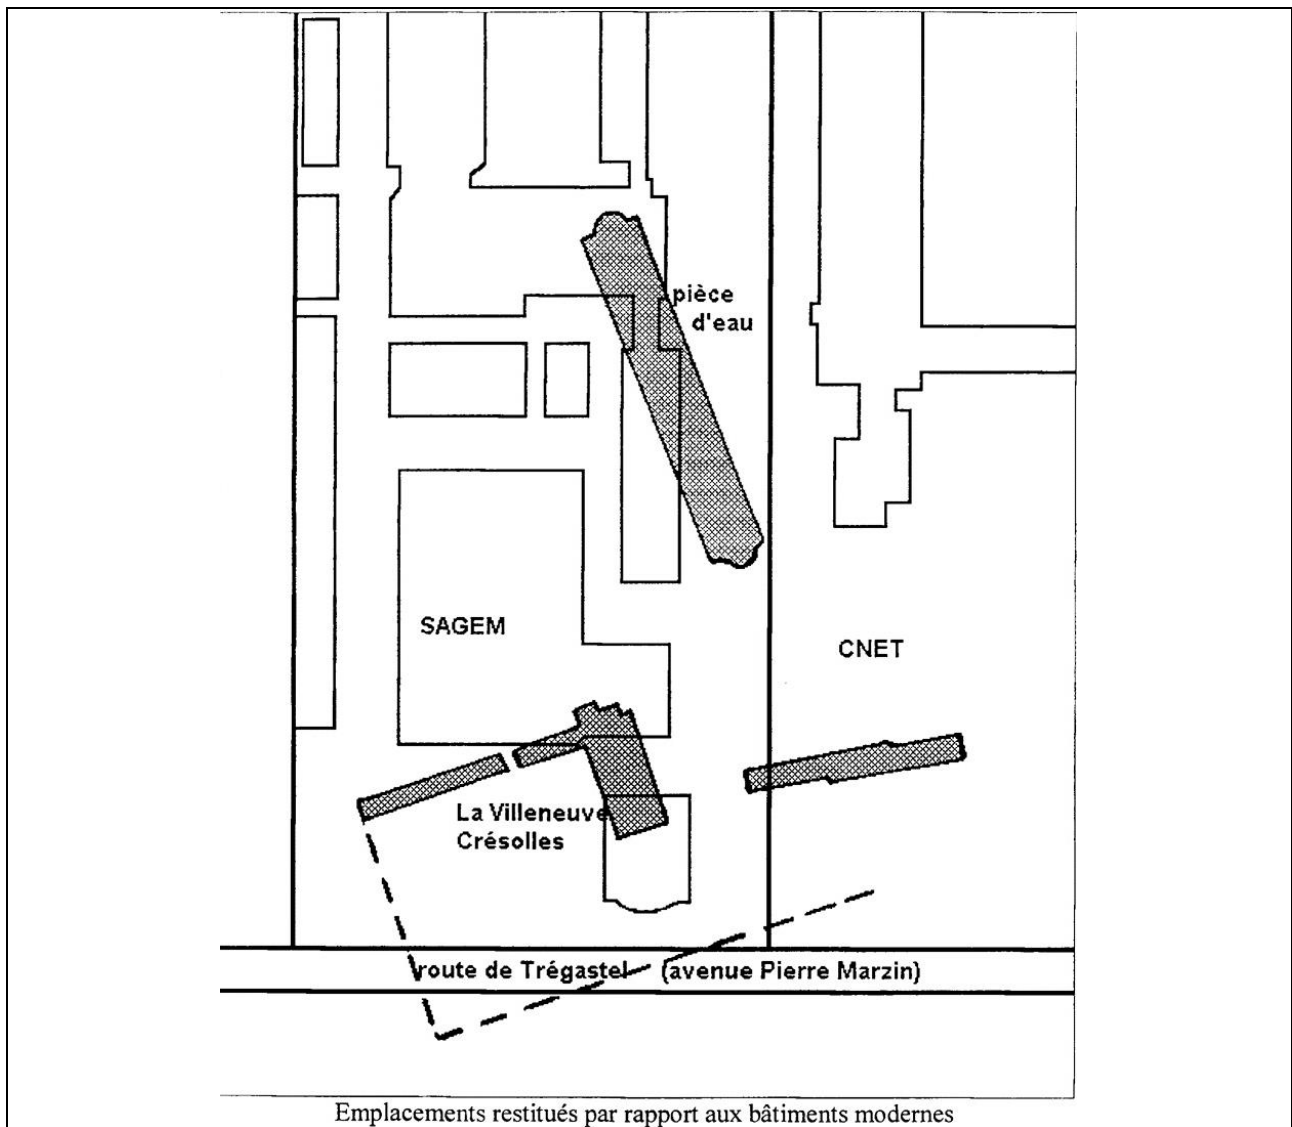 pièce
d'eau
SAGEM
CNET
La Villeneuve
Crésolles
route de Trégastel (avenue Pierre Marzin)
Emplacements restitués par rapport aux bâtiments modernes